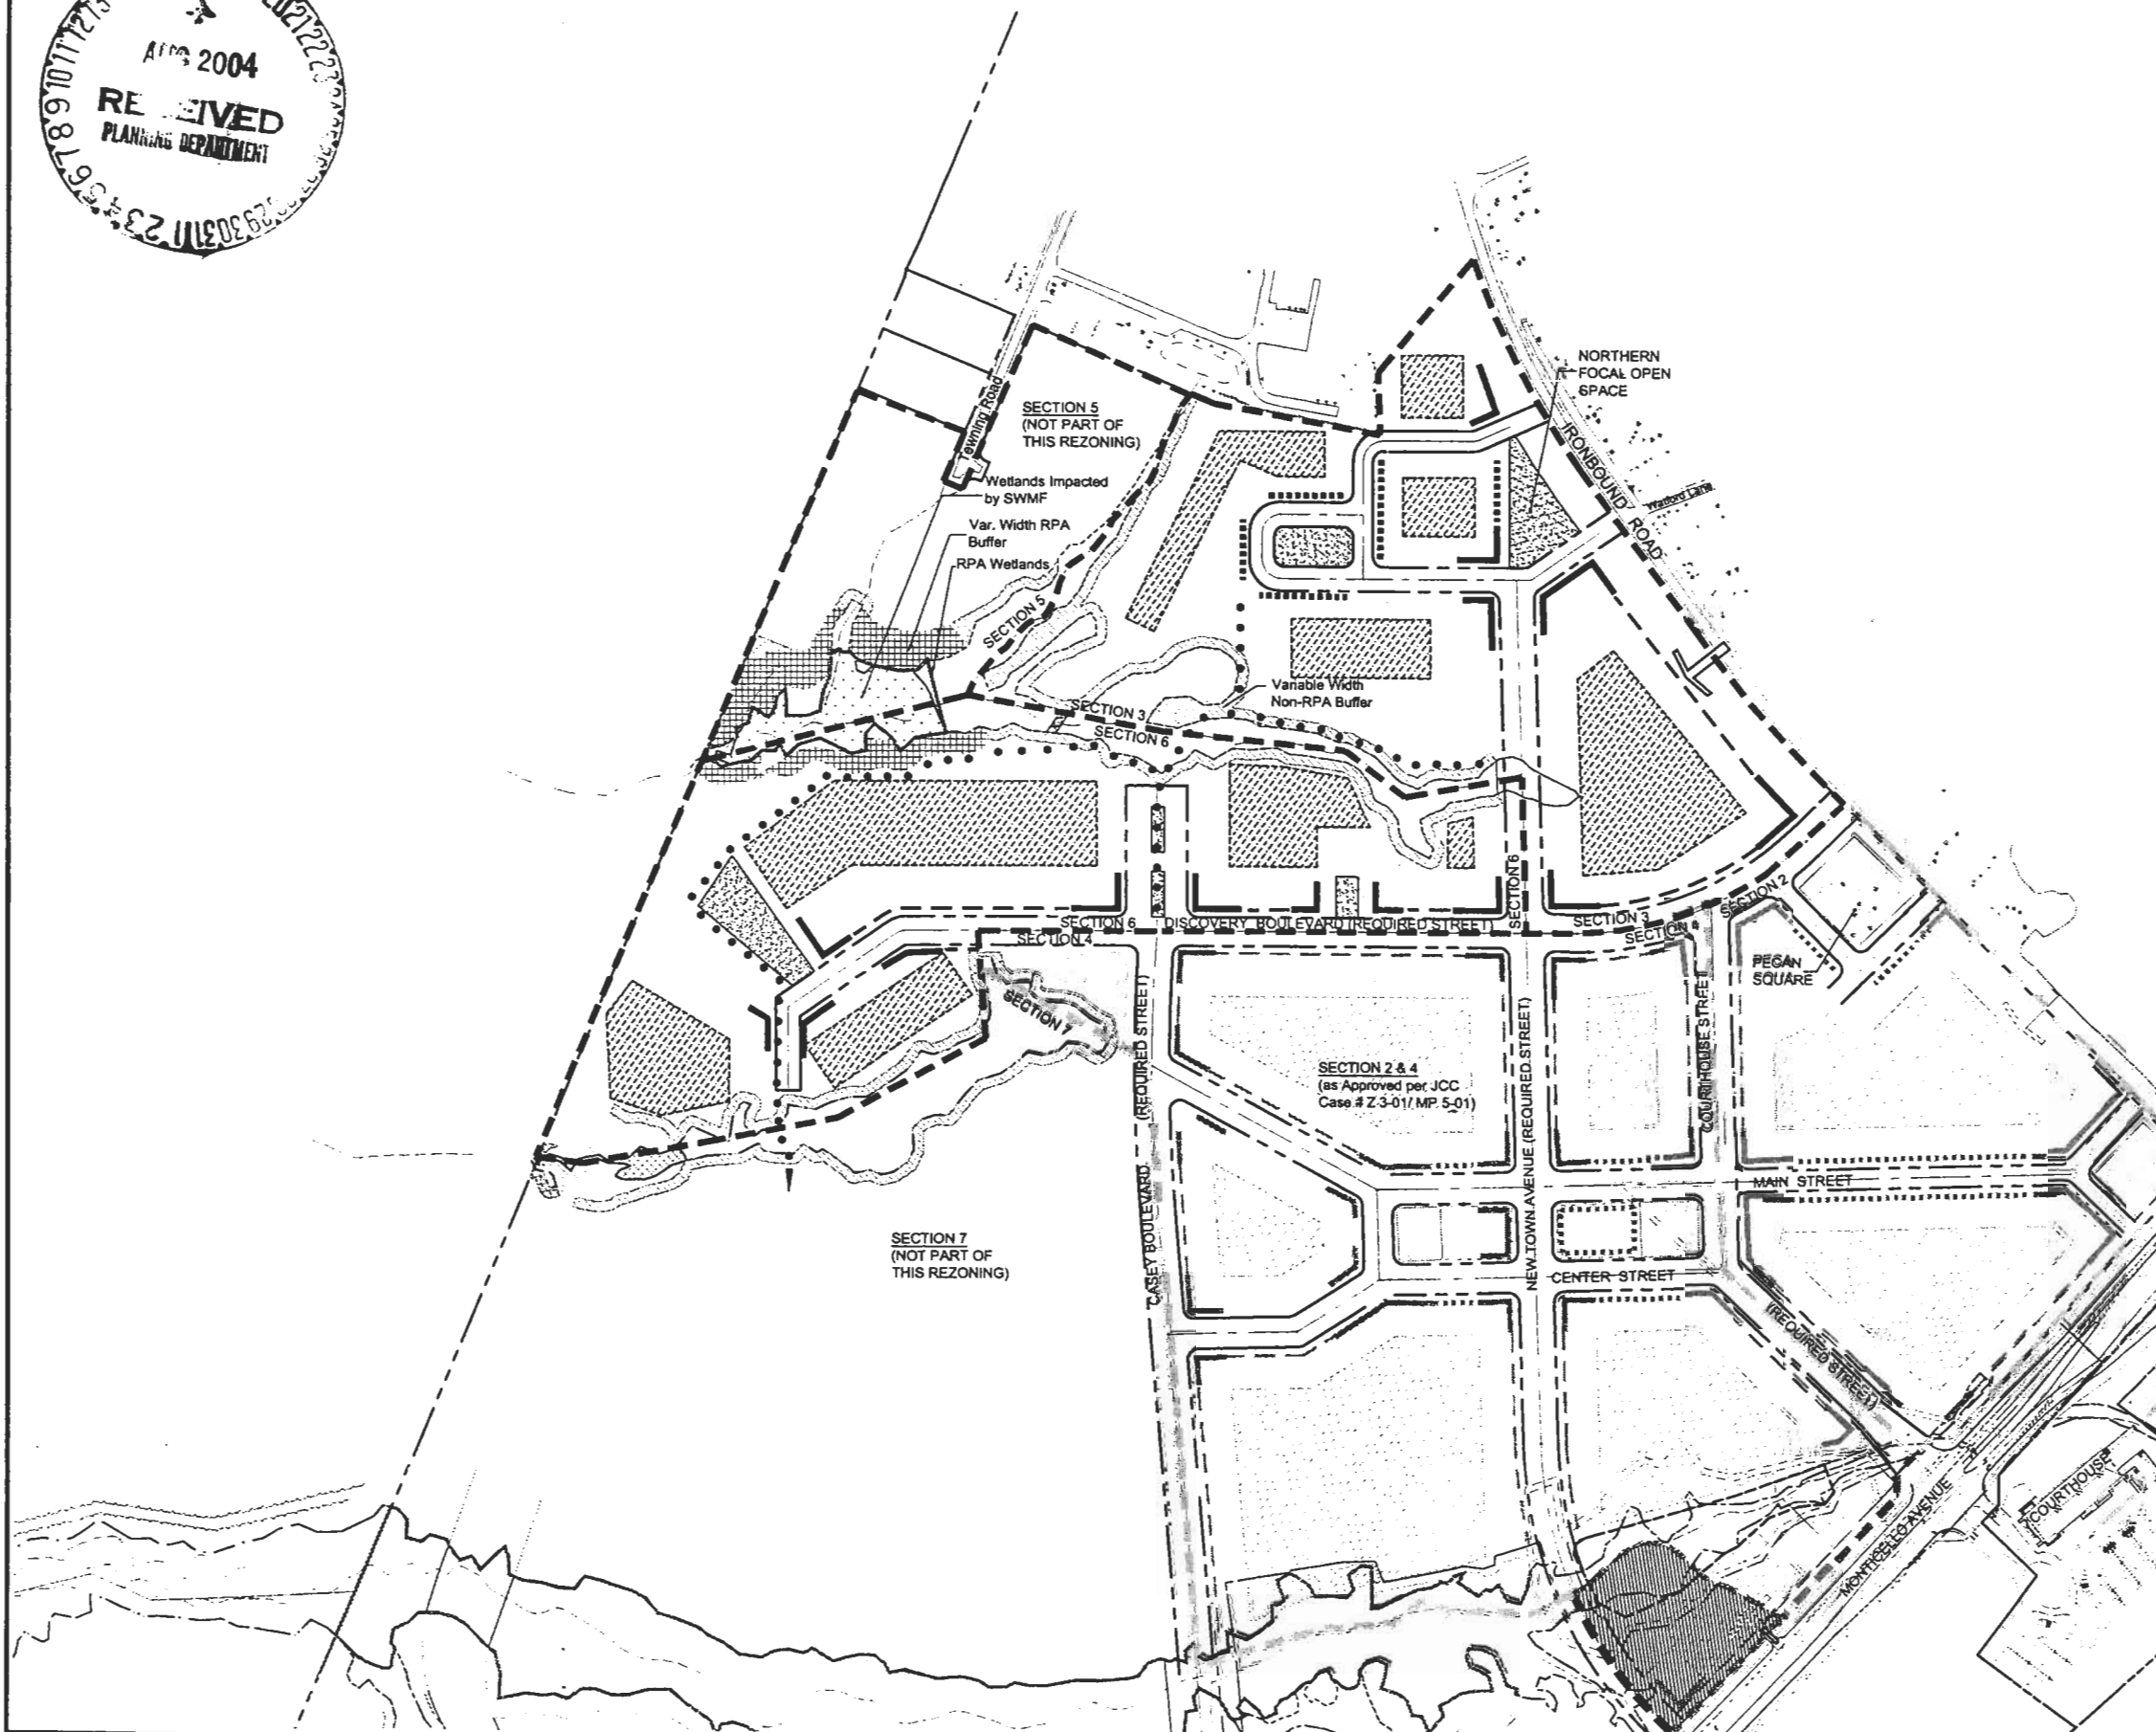 2004
PLANNING DEPARTMENT
NORTHERN
FOCAL OPEN
SPACE
IRONBOUND ROAD
Watford Lane
Tewning Road
SECTION 5
(NOT PART OF
THIS REZONING)
Wetlands Impacted
by SWMF
Var. Width RPA
Buffer
RPA Wetlands
SECTION 5
Variable Width
Non-RPA Buffer
SECTION 3
SECTION 6
SECTION 6
SECTION 6
DISCOVERY BOULEVARD (REQUIRED STREET)
SECTION 4
SECTION 3
SECTION 2
SECTION
PECAN
SQUARE
SECTION 7
(REQUIRED STREET)
CASEY BOULEVARD
SECTION 2 & 4
(as Approved per JCC
Case # Z-3-01/ MP. 5-01)
NEW TOWN AVENUE (REQUIRED STREET)
COURTHOUSE STREET
MAIN STREET
CENTER STREET
(REQUIRED STREET)
SECTION 7
(NOT PART OF
THIS REZONING)
MONTICELLO AVENUE
COURTHOUSE